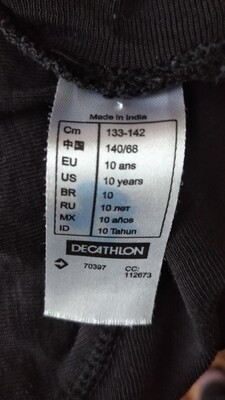 Made in India
Cm 133-142
中国 140/68
EU 10 ans
US 10 years
BR 10
RU 10 лет
MX 10 años
ID 10 Tahun
DECATHLON
70397 CC:
112673